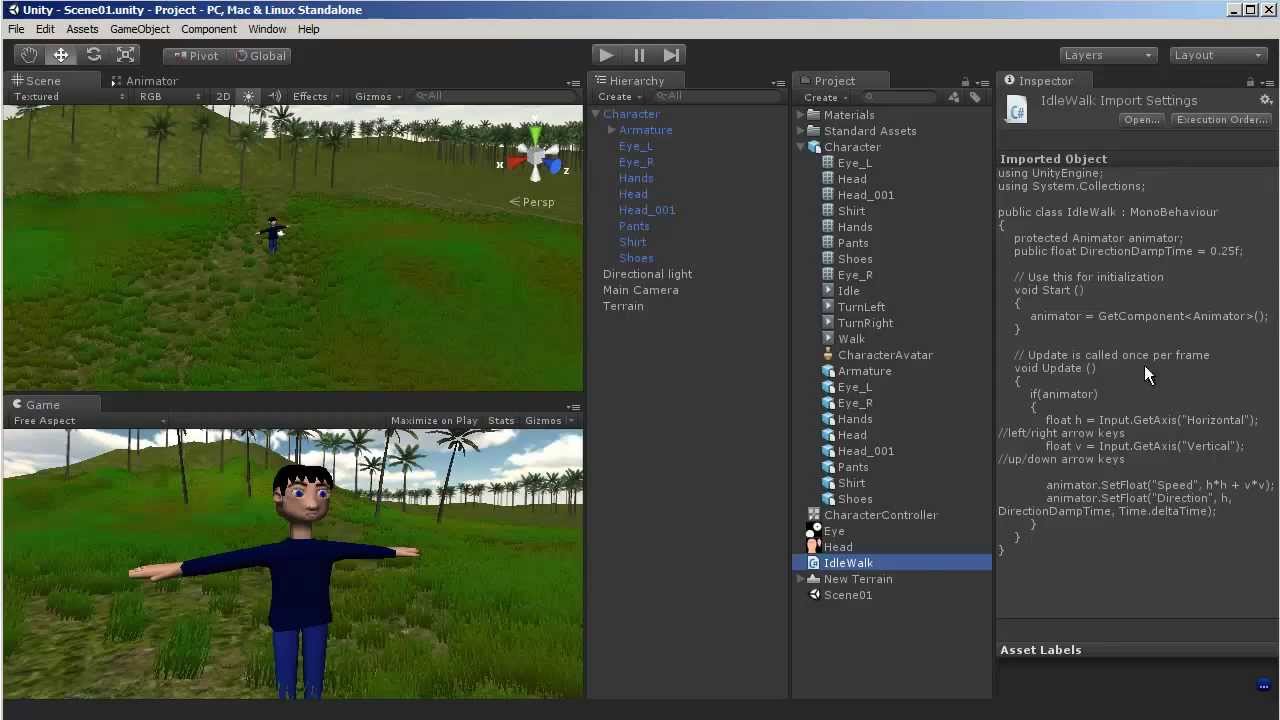 Unity - Scene01.unity - Project - PC, Mac & Linux Standalone
File Edit Assets GameObject Component Window Help
Pivot Global
Layers Layout
Scene Animator
Textured RGB 2D Effects Gizmos All
x z
Persp
Game
Free Aspect Maximize on Play Stats Gizmos
Hierarchy
Create All
Character
Armature
Eye_L
Eye_R
Hands
Head
Head_001
Pants
Shirt
Shoes
Directional light
Main Camera
Terrain
Project
Create
Materials
Standard Assets
Character
Eye_L
Head
Head_001
Shirt
Hands
Pants
Shoes
Eye_R
Idle
TurnLeft
TurnRight
Walk
CharacterAvatar
Armature
Eye_L
Eye_R
Hands
Head
Head_001
Pants
Shirt
Shoes
CharacterController
Eye
Head
IdleWalk
New Terrain
Scene01
Inspector
C#
IdleWalk Import Settings
Open... Execution Order...
Imported Object
using UnityEngine;
using System.Collections;
public class IdleWalk : MonoBehaviour
{
protected Animator animator;
public float DirectionDampTime = 0.25f;
// Use this for initialization
void Start ()
{
animator = GetComponent<Animator>();
}
// Update is called once per frame
void Update ()
{
if(animator)
{
float h = Input.GetAxis("Horizontal");
//left/right arrow keys
float v = Input.GetAxis("Vertical");
//up/down arrow keys
animator.SetFloat("Speed", h*h + v*v);
animator.SetFloat("Direction", h,
DirectionDampTime, Time.deltaTime);
}
}
}
Asset Labels